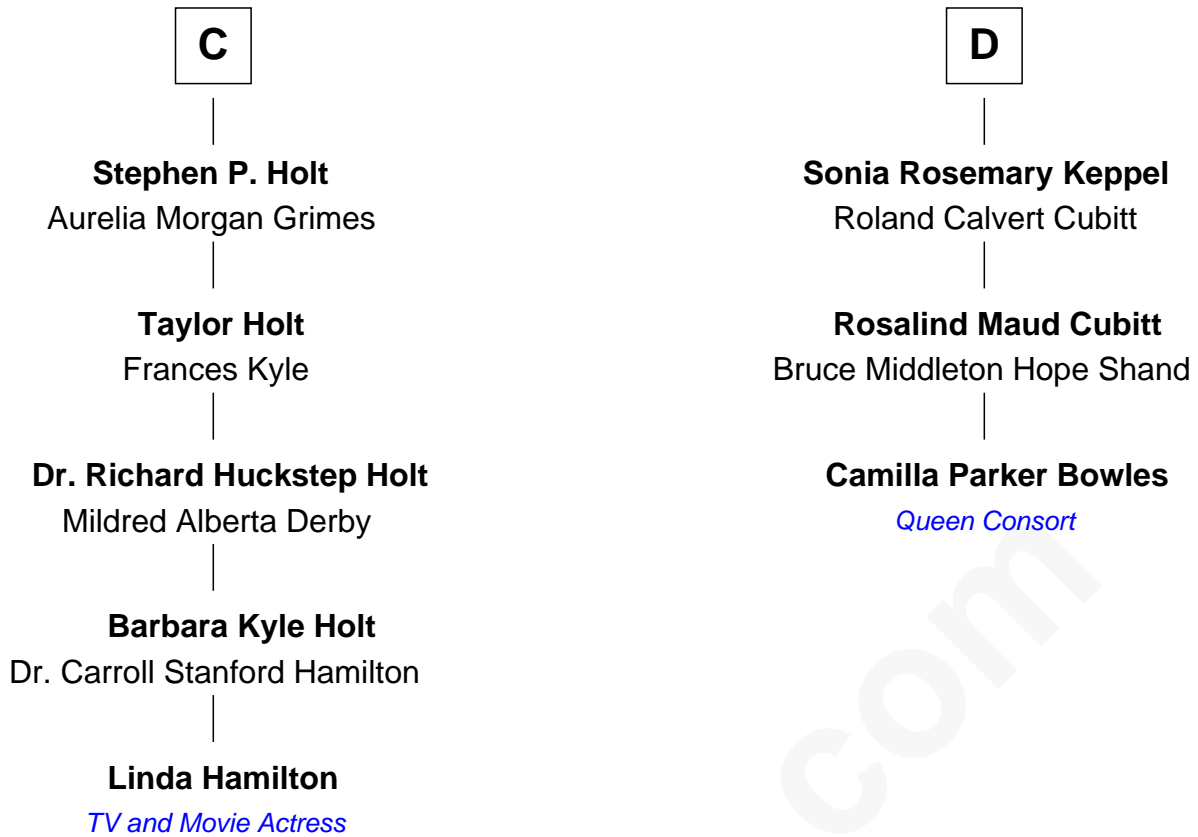 C
Stephen P. Holt
Aurelia Morgan Grimes
Taylor Holt
Frances Kyle
Dr. Richard Huckstep Holt
Mildred Alberta Derby
Barbara Kyle Holt
Dr. Carroll Stanford Hamilton
Linda Hamilton
TV and Movie Actress
D
Sonia Rosemary Keppel
Roland Calvert Cubitt
Rosalind Maud Cubitt
Bruce Middleton Hope Shand
Camilla Parker Bowles
Queen Consort
com